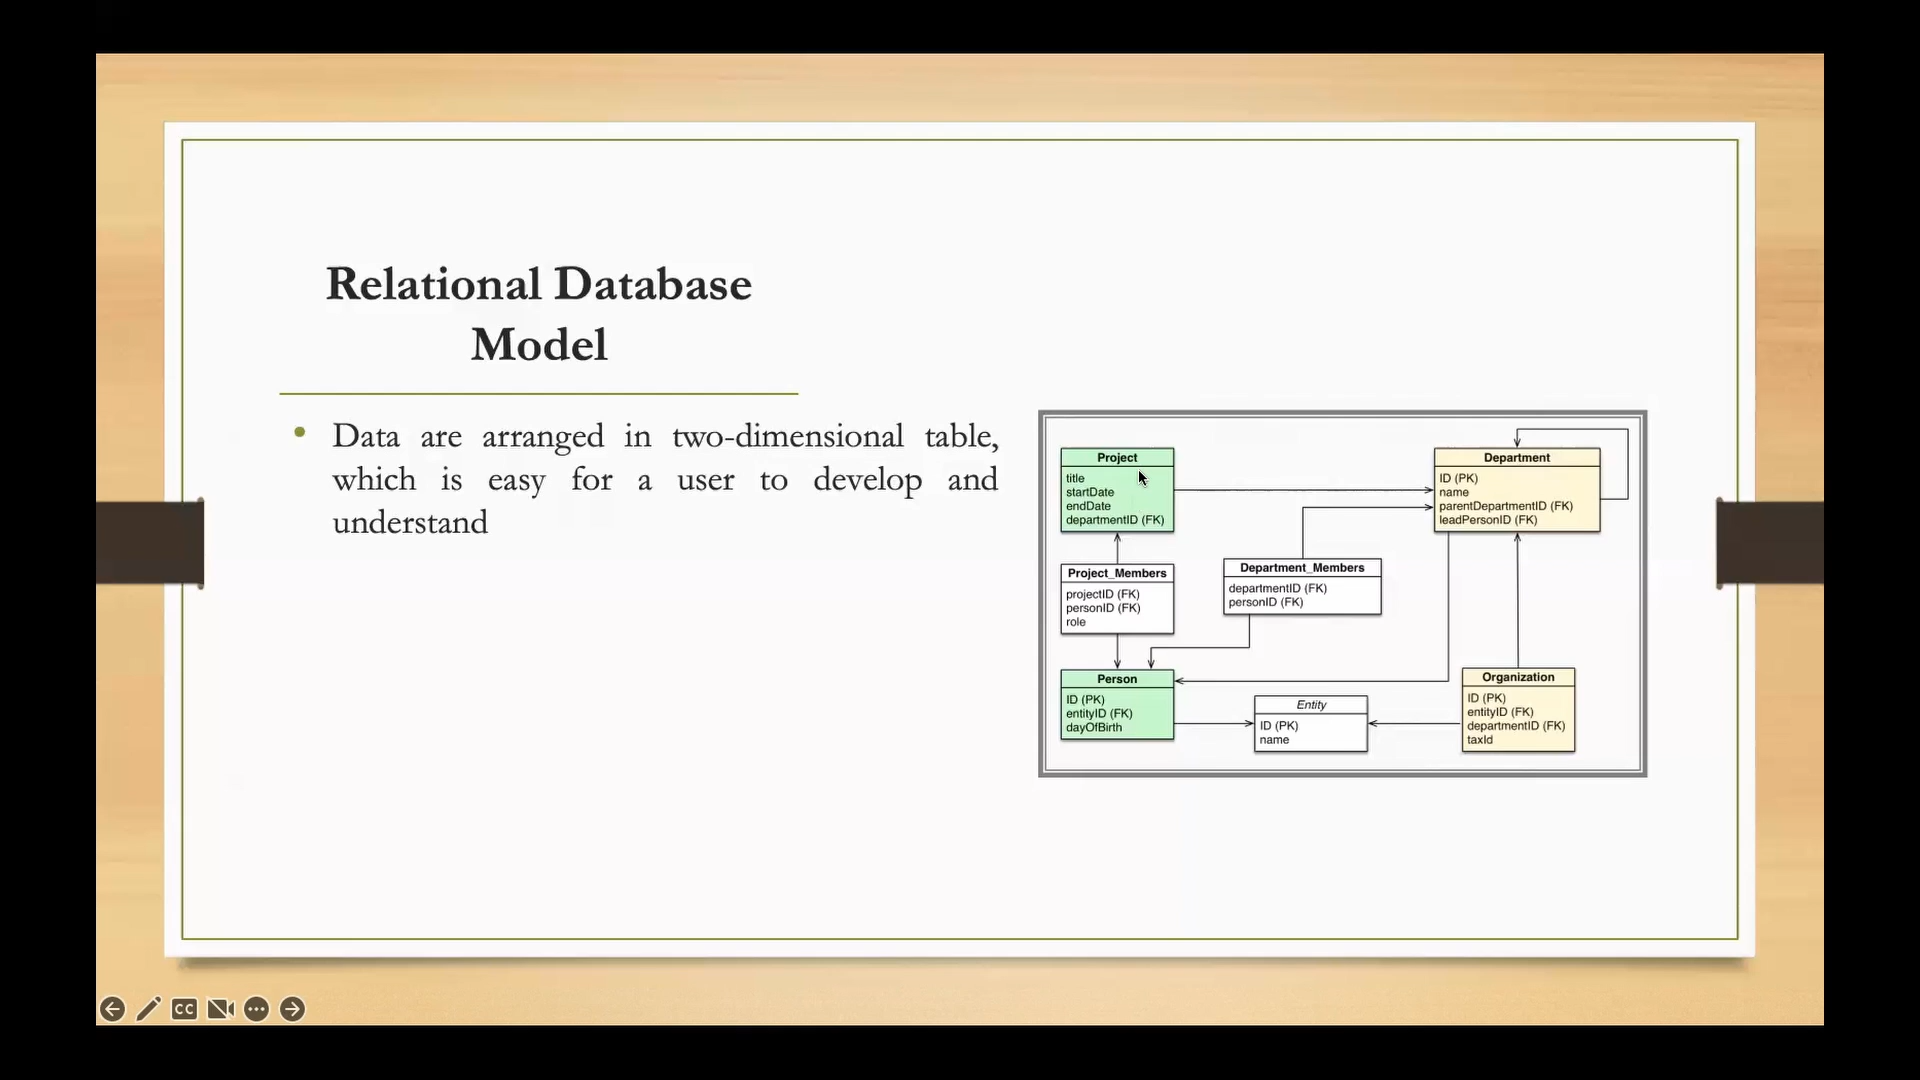 Relational Database
Model
• Data are arranged in two-dimensional table,
which is easy for a user to develop and
understand
Project
title
startDate
endDate
departmentID (FK)
Department
ID (PK)
name
parentDepartmentID (FK)
leadPersonID (FK)
Project_Members
projectID (FK)
personID (FK)
role
Department_Members
departmentID (FK)
personID (FK)
Person
ID (PK)
entityID (FK)
dayOfBirth
Entity
ID (PK)
name
Organization
ID (PK)
entityID (FK)
departmentID (FK)
taxId
CC